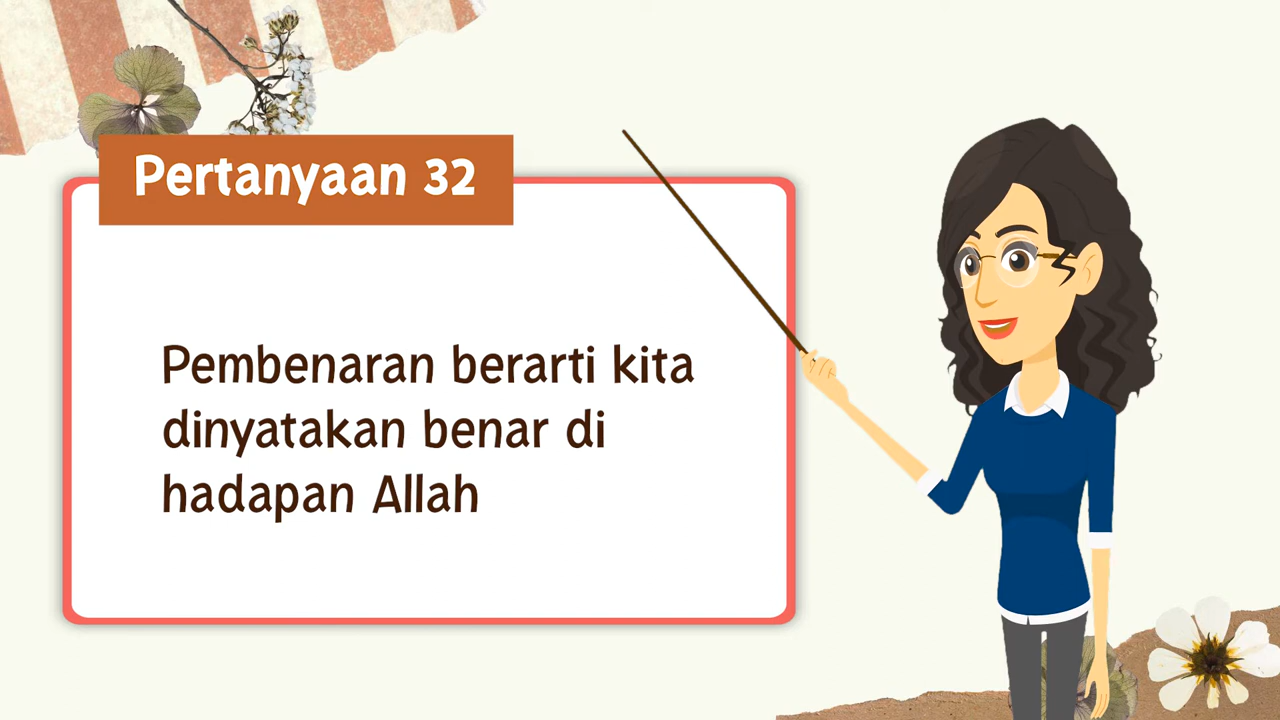 Pertanyaan 32
Pembenaran berarti kita
dinyatakan benar di
hadapan Allah